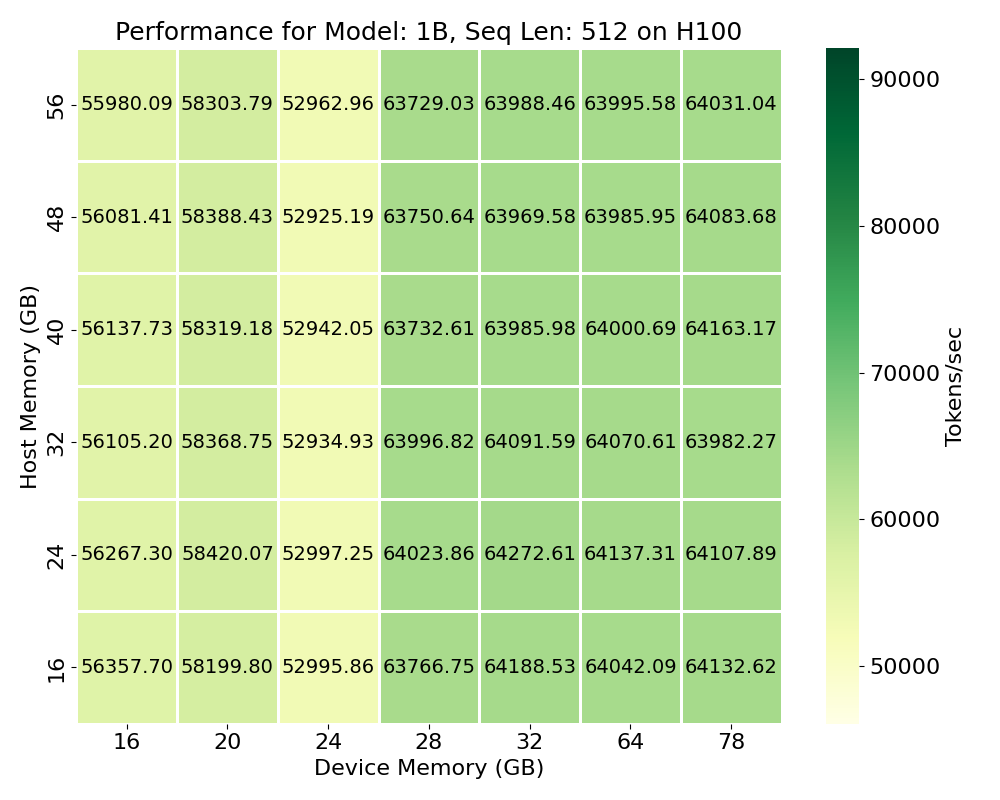 Performance for Model: 1B, Seq Len: 512 on H100
56 55980.09 58303.79 52962.96 63729.03 63988.46 63995.58 64031.04
48 56081.41 58388.43 52925.19 63750.64 63969.58 63985.95 64083.68
40 56137.73 58319.18 52942.05 63732.61 63985.98 64000.69 64163.17
32 56105.20 58368.75 52934.93 63996.82 64091.59 64070.61 63982.27
24 56267.30 58420.07 52997.25 64023.86 64272.61 64137.31 64107.89
16 56357.70 58199.80 52995.86 63766.75 64188.53 64042.09 64132.62
16 20 24 28 32 64 78
Device Memory (GB)
Host Memory (GB)
90000
80000
70000
60000
50000
Tokens/sec